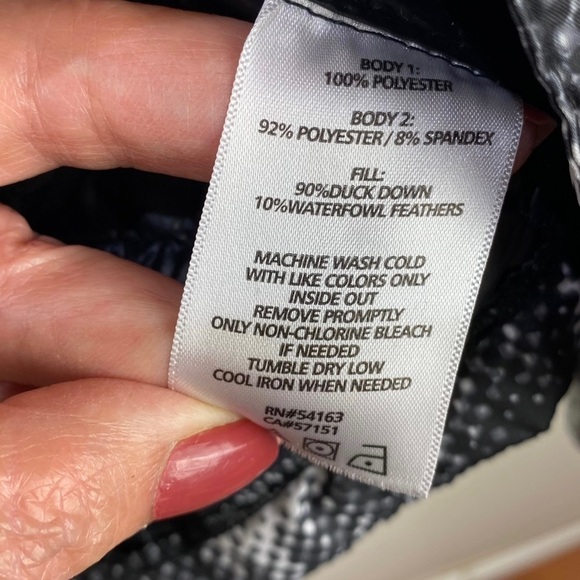 BODY 1:
100% POLYESTER
BODY 2:
92% POLYESTER / 8% SPANDEX
FILL:
90%DUCK DOWN
10%WATERFOWL FEATHERS
MACHINE WASH COLD
WITH LIKE COLORS ONLY
INSIDE OUT
REMOVE PROMPTLY
ONLY NON-CHLORINE BLEACH
IF NEEDED
TUMBLE DRY LOW
COOL IRON WHEN NEEDED
RN#54163
CA#57151